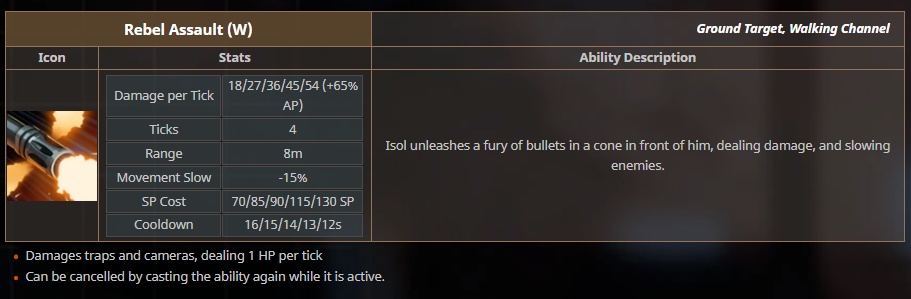 Rebel Assault (W)
Ground Target, Walking Channel
Icon
Stats
Ability Description
Damage per Tick
18/27/36/45/54 (+65%
AP)
Ticks
4
Range
8m
Movement Slow
-15%
SP Cost
70/85/90/115/130 SP
Cooldown
16/15/14/13/12s
Isol unleashes a fury of bullets in a cone in front of him, dealing damage, and slowing
enemies.
Damages traps and cameras, dealing 1 HP per tick
Can be cancelled by casting the ability again while it is active.